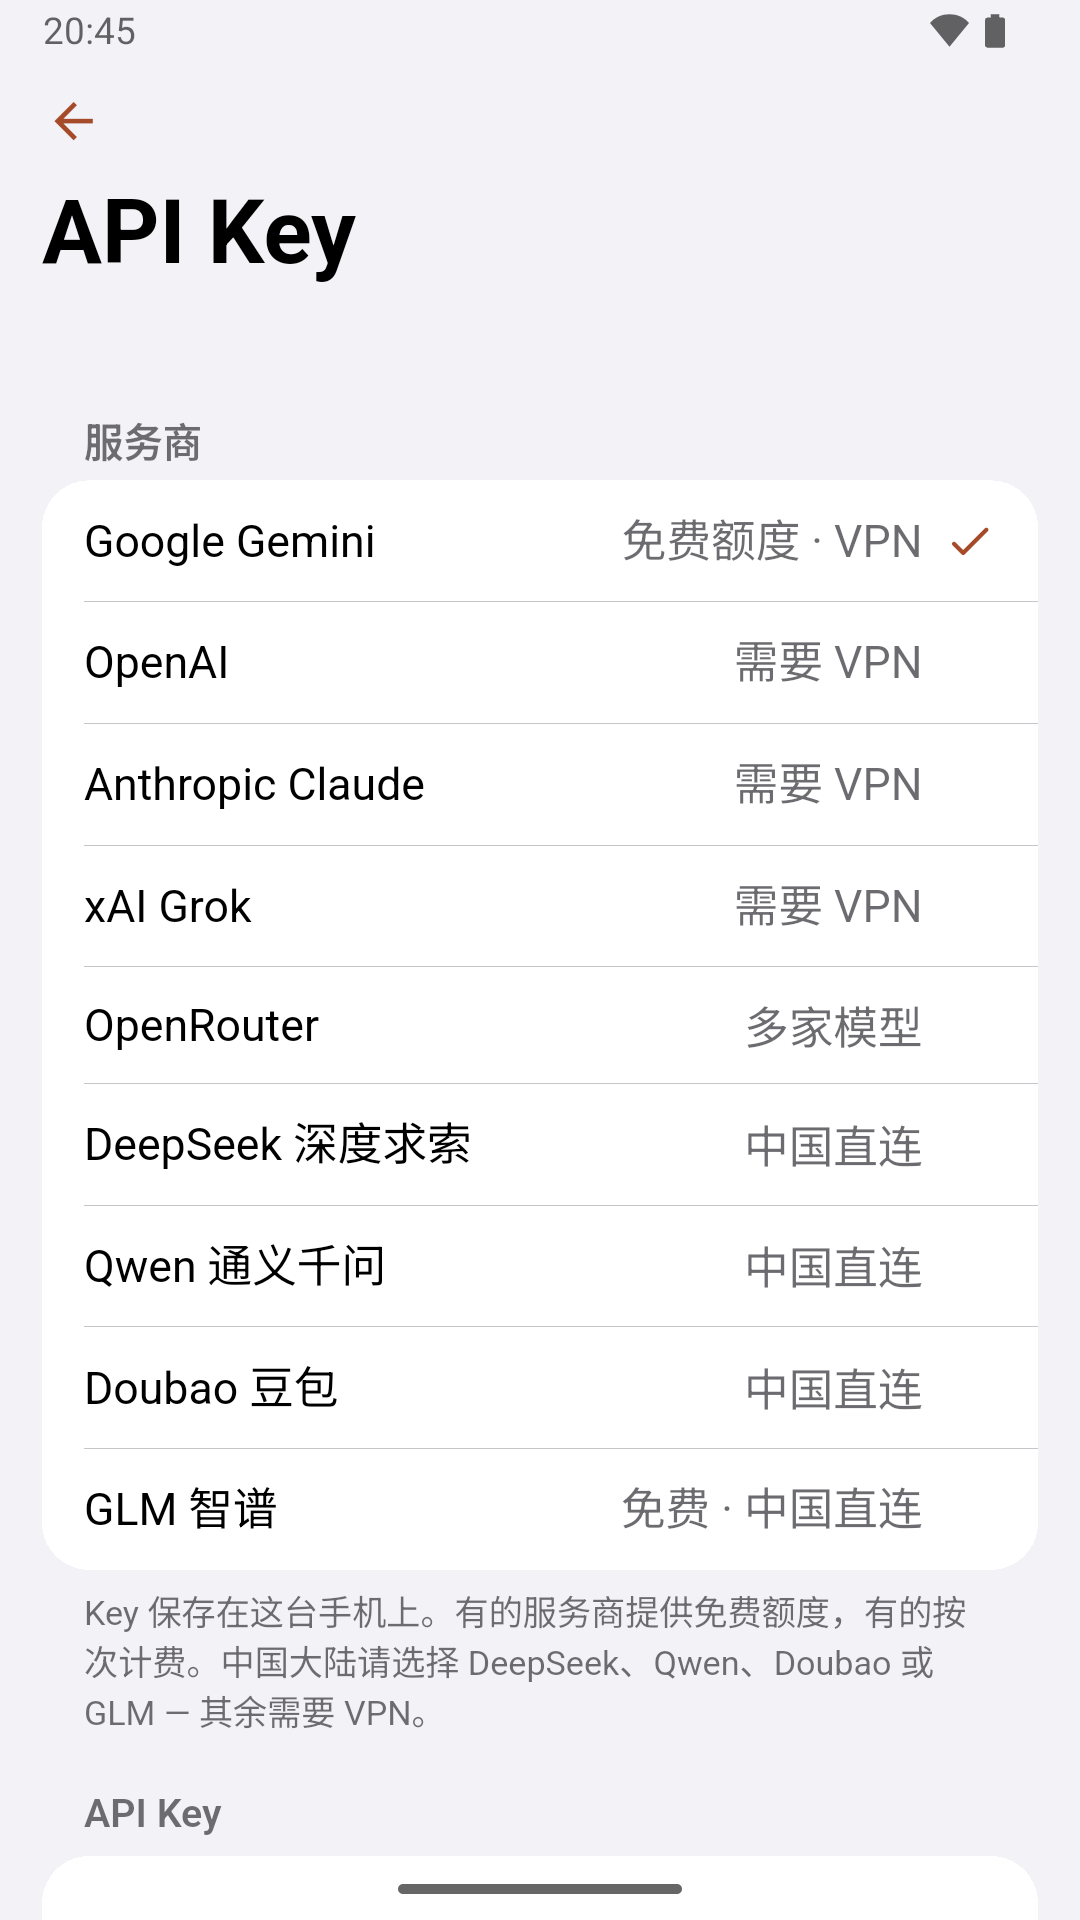 20:45
API Key
服务商
Google Gemini 免费额度 · VPN
OpenAI 需要 VPN
Anthropic Claude 需要 VPN
xAI Grok 需要 VPN
OpenRouter 多家模型
DeepSeek 深度求索 中国直连
Qwen 通义千问 中国直连
Doubao 豆包 中国直连
GLM 智谱 免费 · 中国直连
Key 保存在这台手机上。有的服务商提供免费额度，有的按
次计费。中国大陆请选择 DeepSeek、Qwen、Doubao 或
GLM — 其余需要 VPN。
API Key